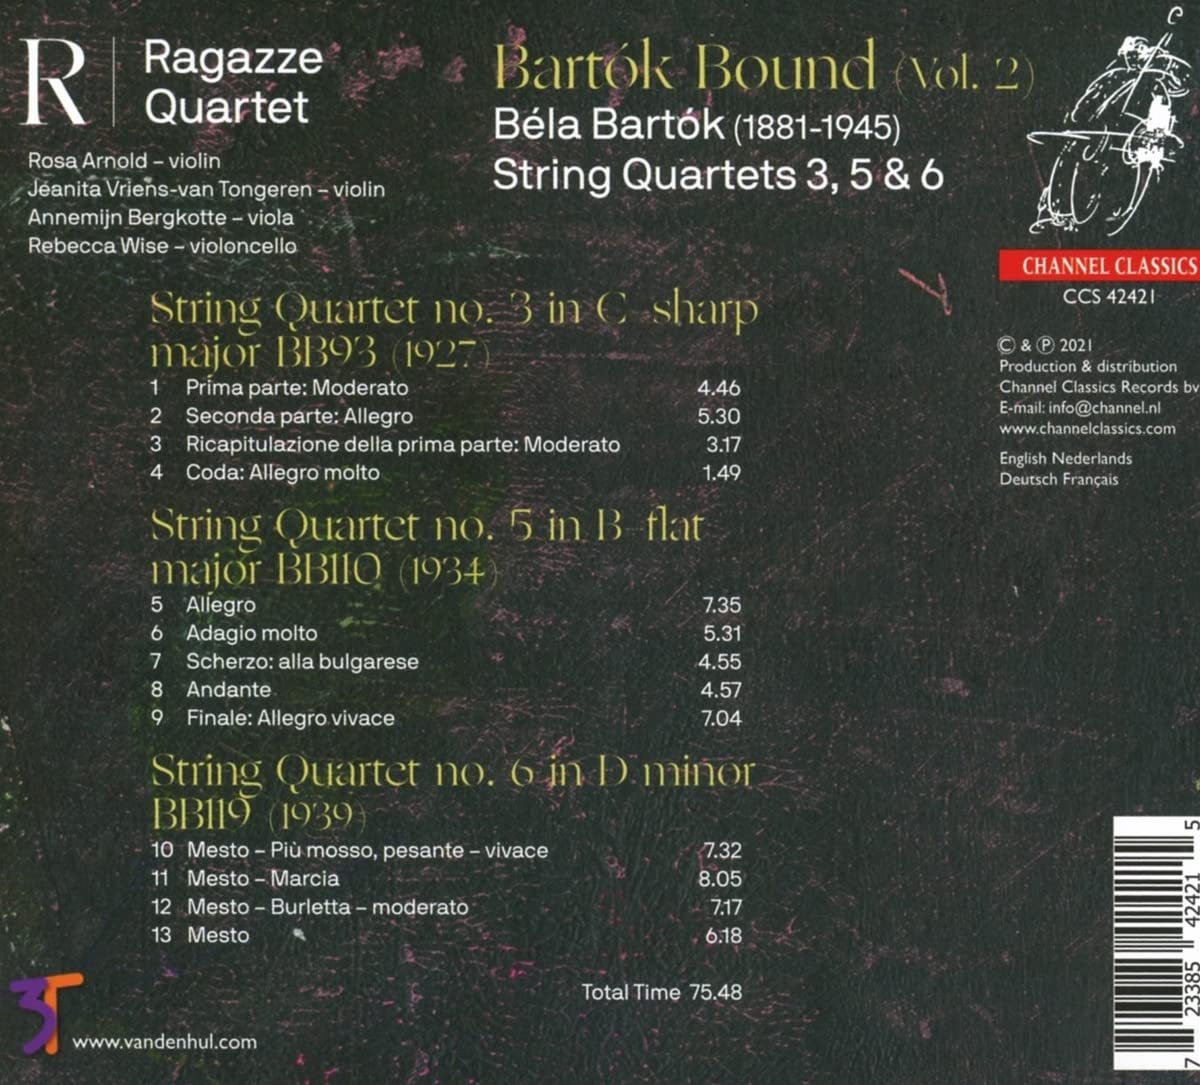 R
Ragazze
Quartet
Rosa Arnold – violin
Jeanita Vriens-van Tongeren – violin
Annemijn Bergkotte – viola
Rebecca Wise – violoncello
Bartók Bound (Vol. 2)
Béla Bartók (1881-1945)
String Quartets 3, 5 & 6
CHANNEL CLASSICS
CCS 42421
© & ℗ 2021
Production & distribution
Channel Classics Records bv
E-mail: info@channel.nl
www.channelclassics.com
English Nederlands
Deutsch Français
String Quartet no. 3 in C-sharp
major BB93 (1927)
1 Prima parte: Moderato 4.46
2 Seconda parte: Allegro 5.30
3 Ricapitulazione della prima parte: Moderato 3.17
4 Coda: Allegro molto 1.49
String Quartet no. 5 in B-flat
major BB110 (1934)
5 Allegro 7.35
6 Adagio molto 5.31
7 Scherzo: alla bulgarese 4.55
8 Andante 4.57
9 Finale: Allegro vivace 7.04
String Quartet no. 6 in D minor
BB119 (1939)
10 Mesto – Più mosso, pesante – vivace 7.32
11 Mesto – Marcia 8.05
12 Mesto – Burletta – moderato 7.17
13 Mesto 6.18
Total Time 75.48
3T
www.vandenhul.com
7 23385 42421 5